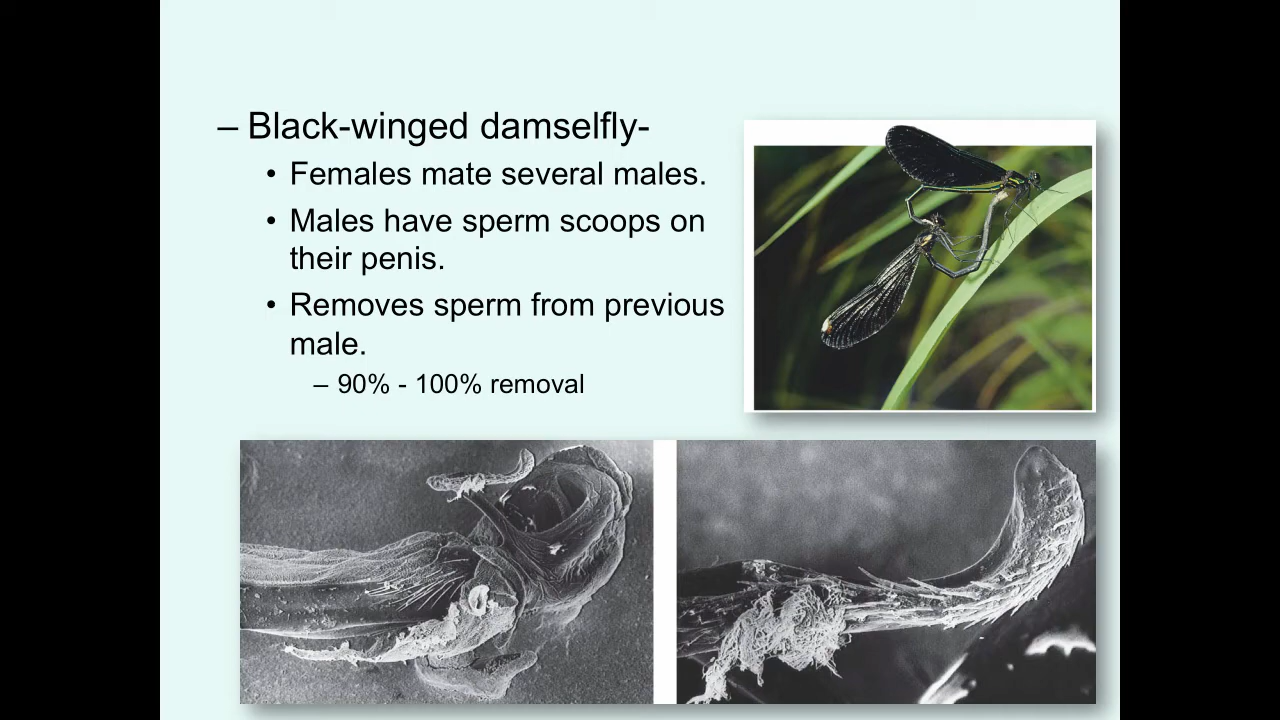 – Black-winged damselfly-
• Females mate several males.
• Males have sperm scoops on
their penis.
• Removes sperm from previous
male.
– 90% - 100% removal